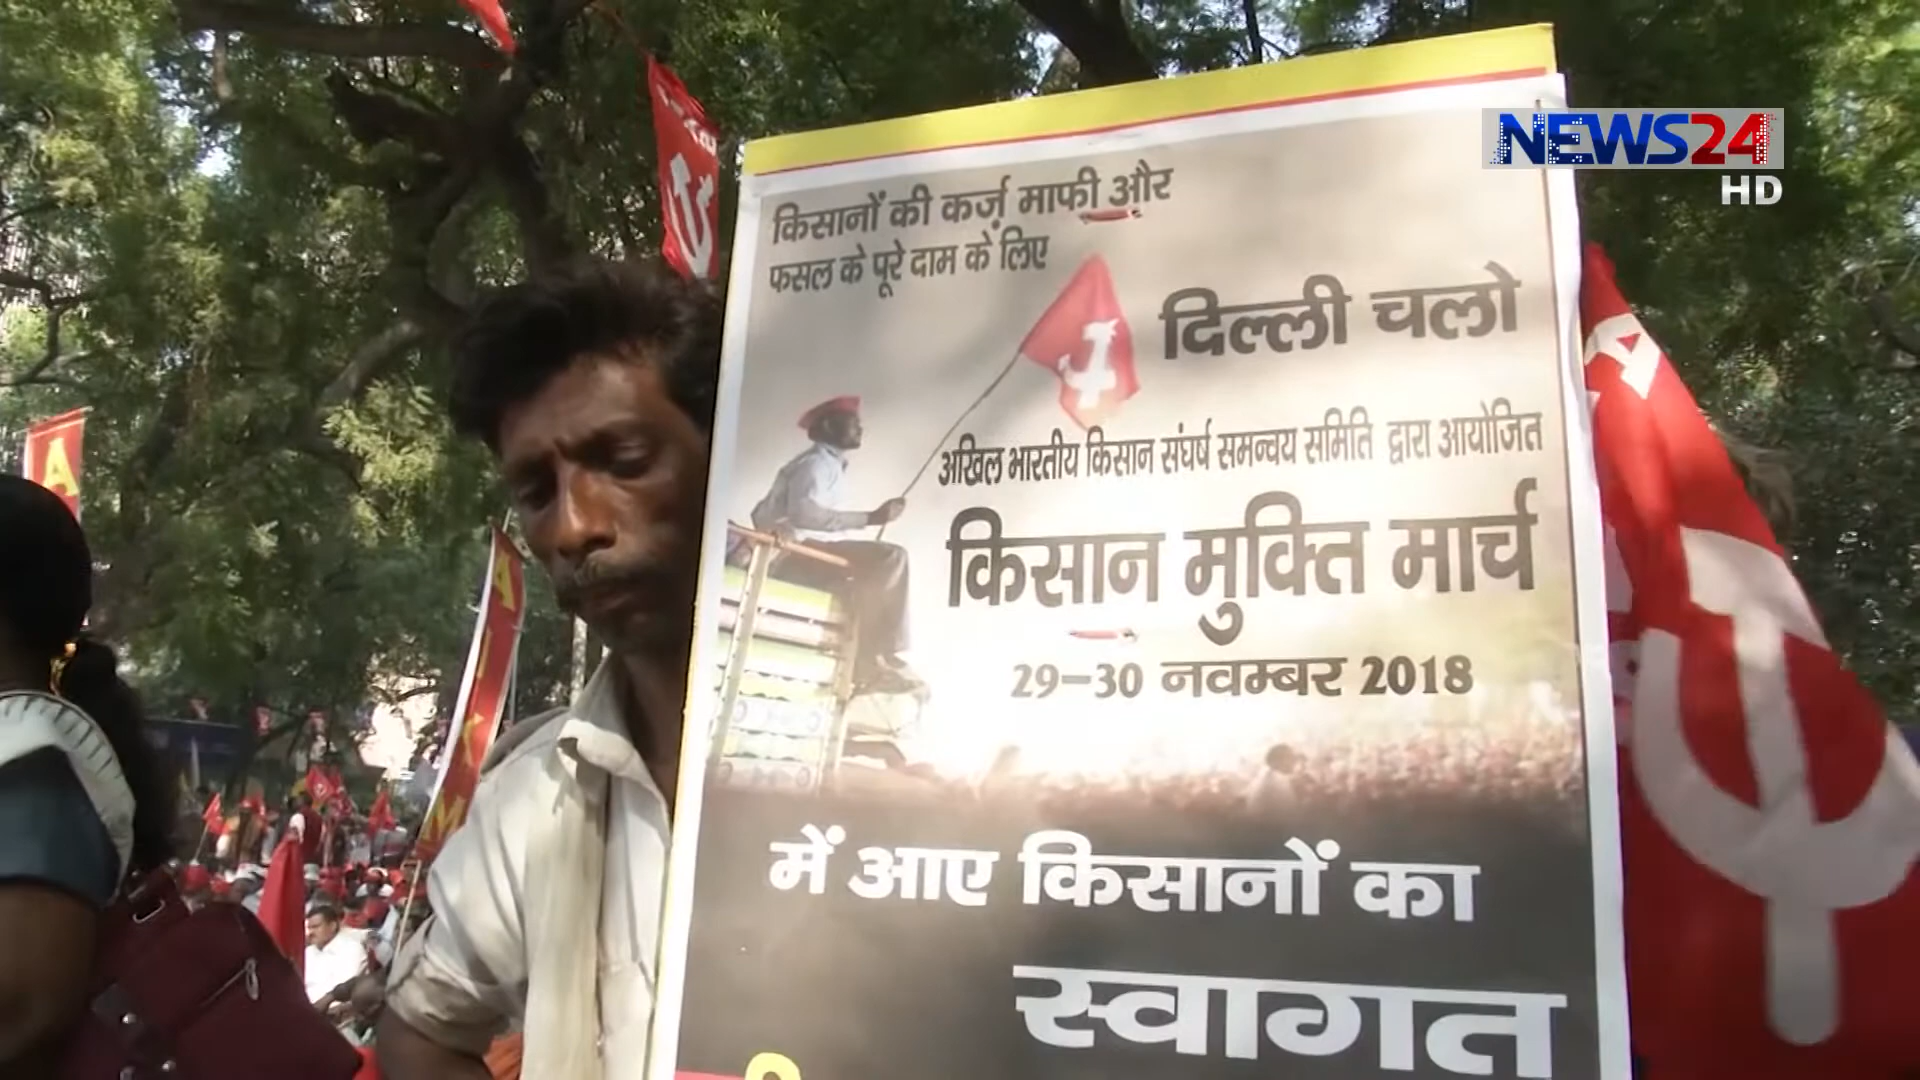 NEWS24
HD
किसानों की कर्ज़ माफी और
फसल के पूरे दाम के लिए
दिल्ली चलो
अखिल भारतीय किसान संघर्ष समन्वय समिति द्वारा आयोजित
किसान मुक्ति मार्च
29-30 नवम्बर 2018
में आए किसानों का
स्वागत
A
A